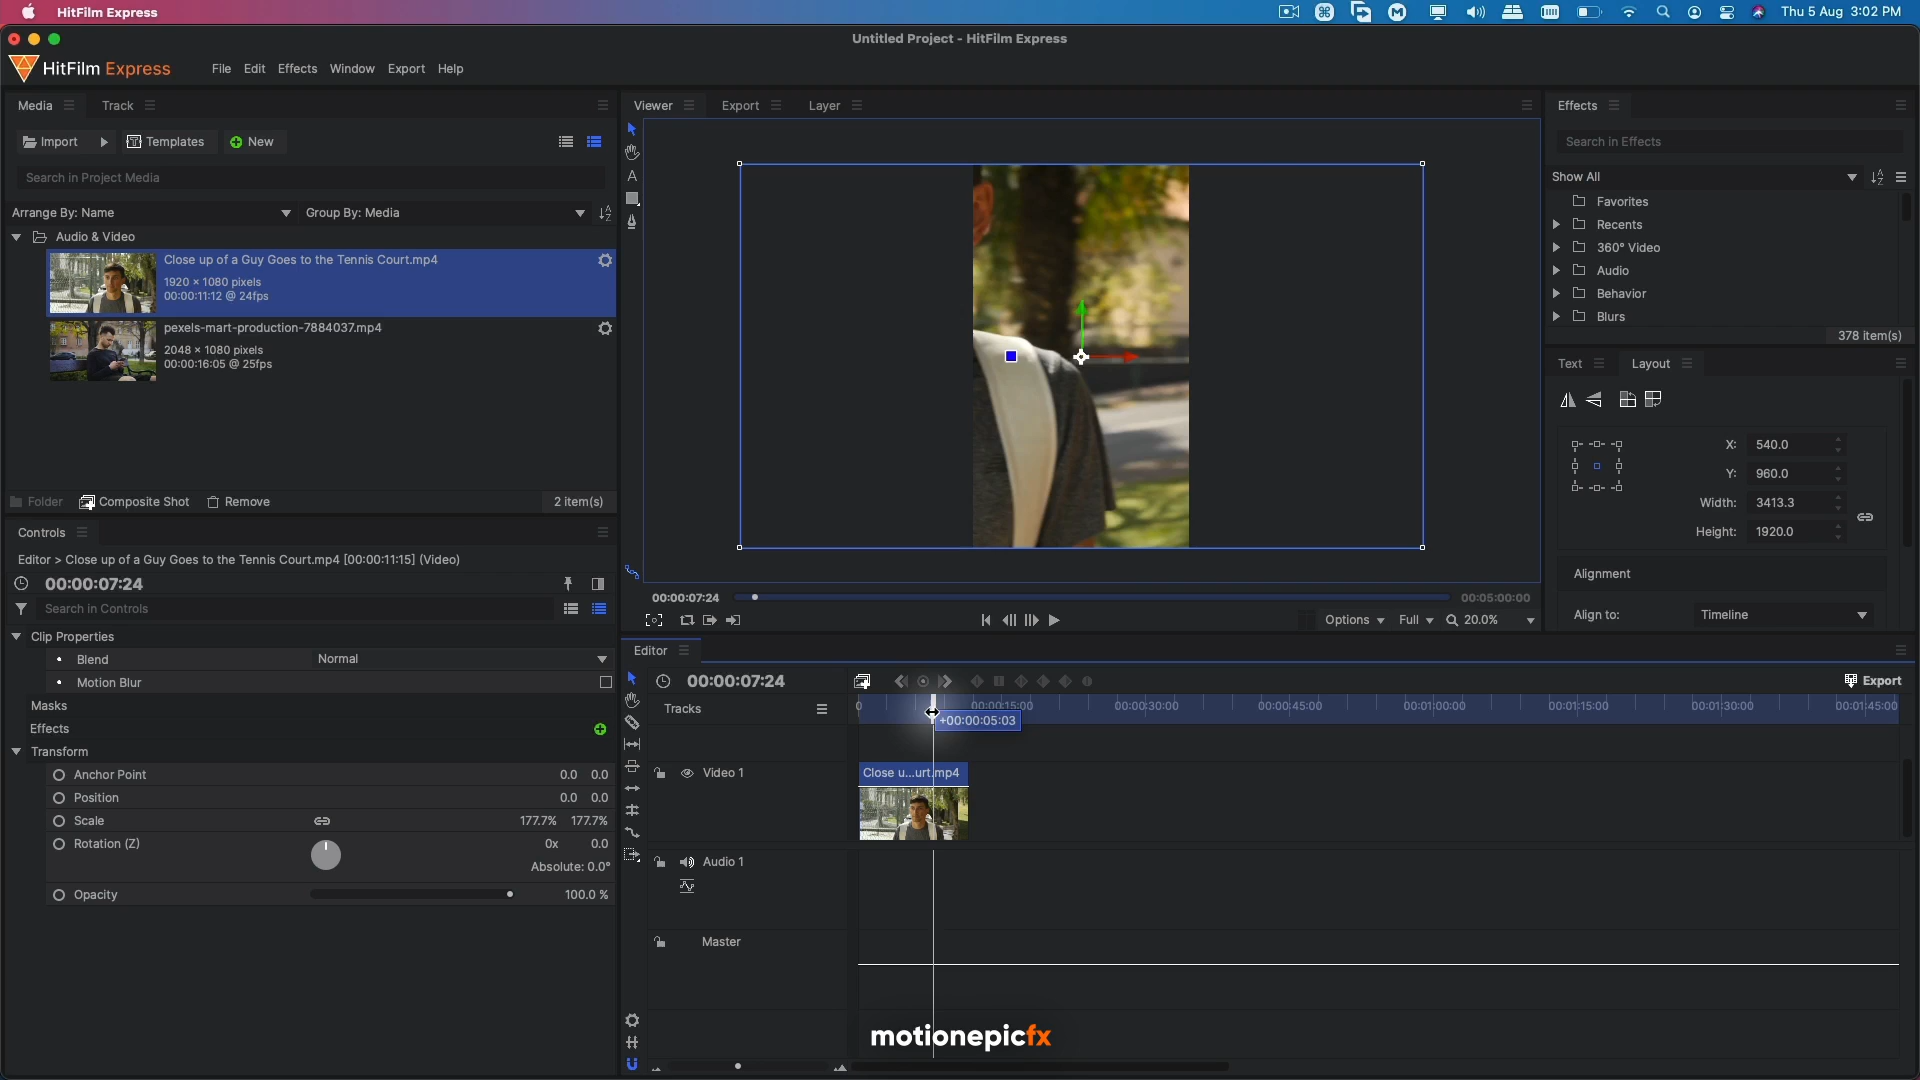 HitFilm Express
Thu 5 Aug 3:02 PM
Untitled Project - HitFilm Express
HitFilm Express
File Edit Effects Window Export Help
Media
Track
Import
Templates
New
Search in Project Media
Arrange By: Name
Group By: Media
Audio & Video
Close up of a Guy Goes to the Tennis Court.mp4
1920 × 1080 pixels
00:00:11:12 @ 24fps
pexels-mart-production-7884037.mp4
2048 × 1080 pixels
00:00:16:05 @ 25fps
Folder
Composite Shot
Remove
2 item(s)
Controls
Editor > Close up of a Guy Goes to the Tennis Court.mp4 [00:00:11:15] (Video)
00:00:07:24
Search in Controls
Clip Properties
Blend
Normal
Motion Blur
Masks
Effects
Transform
Anchor Point
0.0 0.0
Position
0.0 0.0
Scale
177.7% 177.7%
Rotation (Z)
0x 0.0
Absolute: 0.0°
Opacity
100.0 %
Viewer
Export
Layer
00:00:07:24
00:05:00:00
Options
Full
20.0%
Effects
Search in Effects
Show All
Favorites
Recents
360° Video
Audio
Behavior
Blurs
378 item(s)
Text
Layout
X: 540.0
Y: 960.0
Width: 3413.3
Height: 1920.0
Alignment
Align to:
Timeline
Editor
00:00:07:24
Export
Tracks
0
00:00:15:00
00:00:30:00
00:00:45:00
00:01:00:00
00:01:15:00
00:01:30:00
00:01:45:00
+00:00:05:03
Video 1
Close u...urt.mp4
Audio 1
Master
motionepicfx